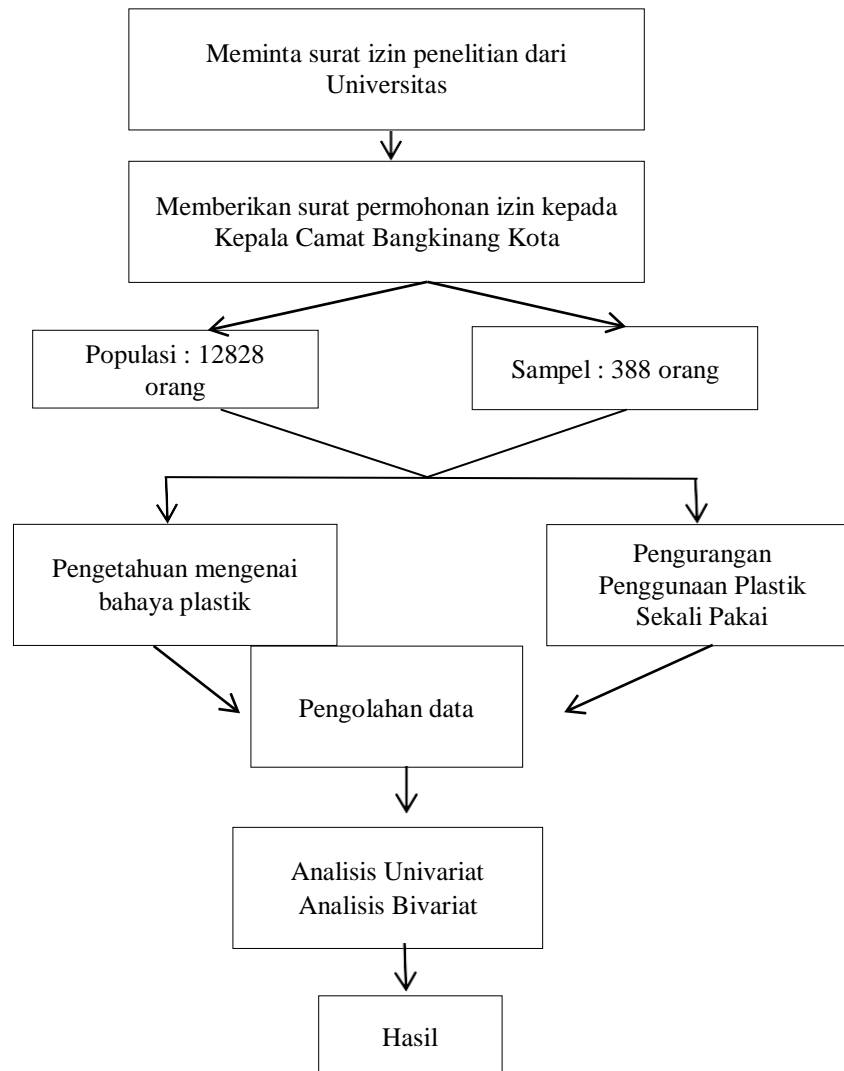 Meminta surat izin penelitian dari
Universitas
Memberikan surat permohonan izin kepada
Kepala Camat Bangkinang Kota
Populasi : 12828
orang
Sampel : 388 orang
Pengetahuan mengenai
bahaya plastik
Pengurangan
Penggunaan Plastik
Sekali Pakai
Pengolahan data
Analisis Univariat
Analisis Bivariat
Hasil